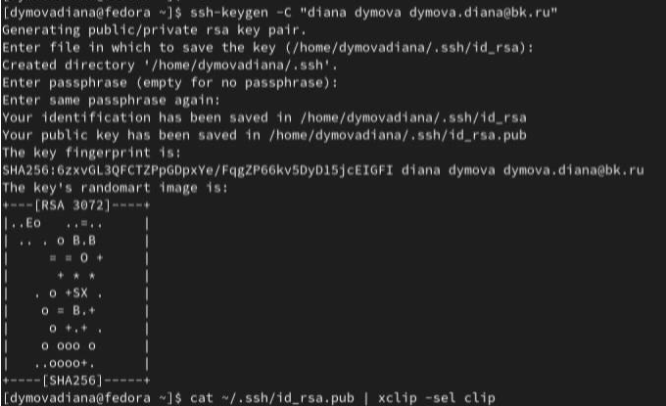 [dymovadiana@fedora ~]$ ssh-keygen -C "diana dymova dymova.diana@bk.ru"
Generating public/private rsa key pair.
Enter file in which to save the key (/home/dymovadiana/.ssh/id_rsa):
Created directory '/home/dymovadiana/.ssh'.
Enter passphrase (empty for no passphrase):
Enter same passphrase again:
Your identification has been saved in /home/dymovadiana/.ssh/id_rsa
Your public key has been saved in /home/dymovadiana/.ssh/id_rsa.pub
The key fingerprint is:
SHA256:6zxvGL3QFCTZPpGDpxYe/FqgZP66kv5DyD15jcEIGFI diana dymova dymova.diana@bk.ru
The key's randomart image is:
+---[RSA 3072]----+
|..Eo   ..=..     |
| .. . o B.B      |
|     = = O +     |
|      + * *      |
|   . o +SX .     |
|    o = B.+      |
|     o +.+ .     |
|    o ooo o      |
|   ..oooo+.      |
+----[SHA256]-----+
[dymovadiana@fedora ~]$ cat ~/.ssh/id_rsa.pub | xclip -sel clip